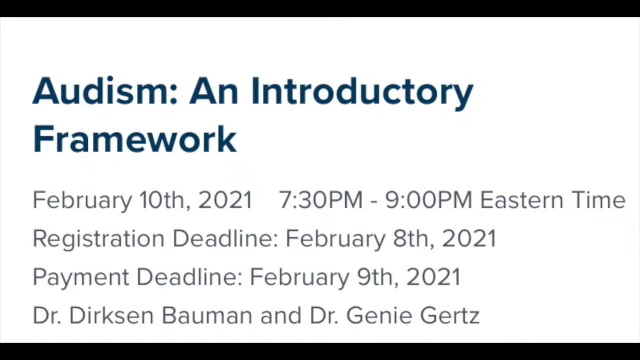 Audism: An Introductory
Framework
February 10th, 2021 7:30PM - 9:00PM Eastern Time
Registration Deadline: February 8th, 2021
Payment Deadline: February 9th, 2021
Dr. Dirksen Bauman and Dr. Genie Gertz